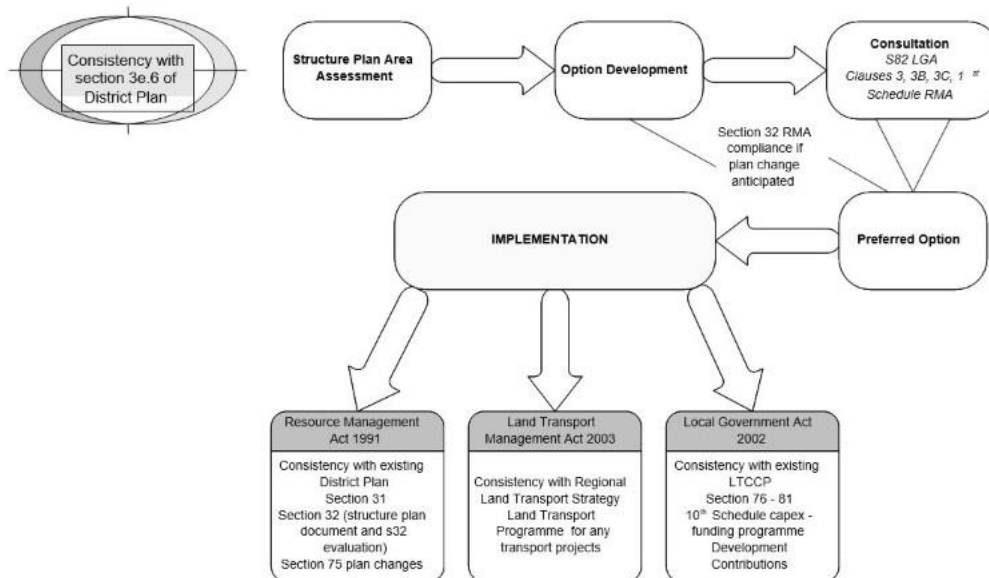 Consistency with
section 3e.6 of
District Plan
Structure Plan Area
Assessment
Option Development
Consultation
S82 LGA
Clauses 3, 3B, 3C, 1 st
Schedule RMA
Section 32 RMA
compliance if
plan change
anticipated
IMPLEMENTATION
Preferred Option
Resource Management
Act 1991
Consistency with existing
District Plan
Section 31
Section 32 (structure plan
document and s32
evaluation)
Section 75 plan changes
Land Transport
Management Act 2003
Consistency with Regional
Land Transport Strategy
Land Transport
Programme for any
transport projects
Local Government Act
2002
Consistency with existing
LTCCP
Section 76 - 81
10th Schedule capex -
funding programme
Development
Contributions